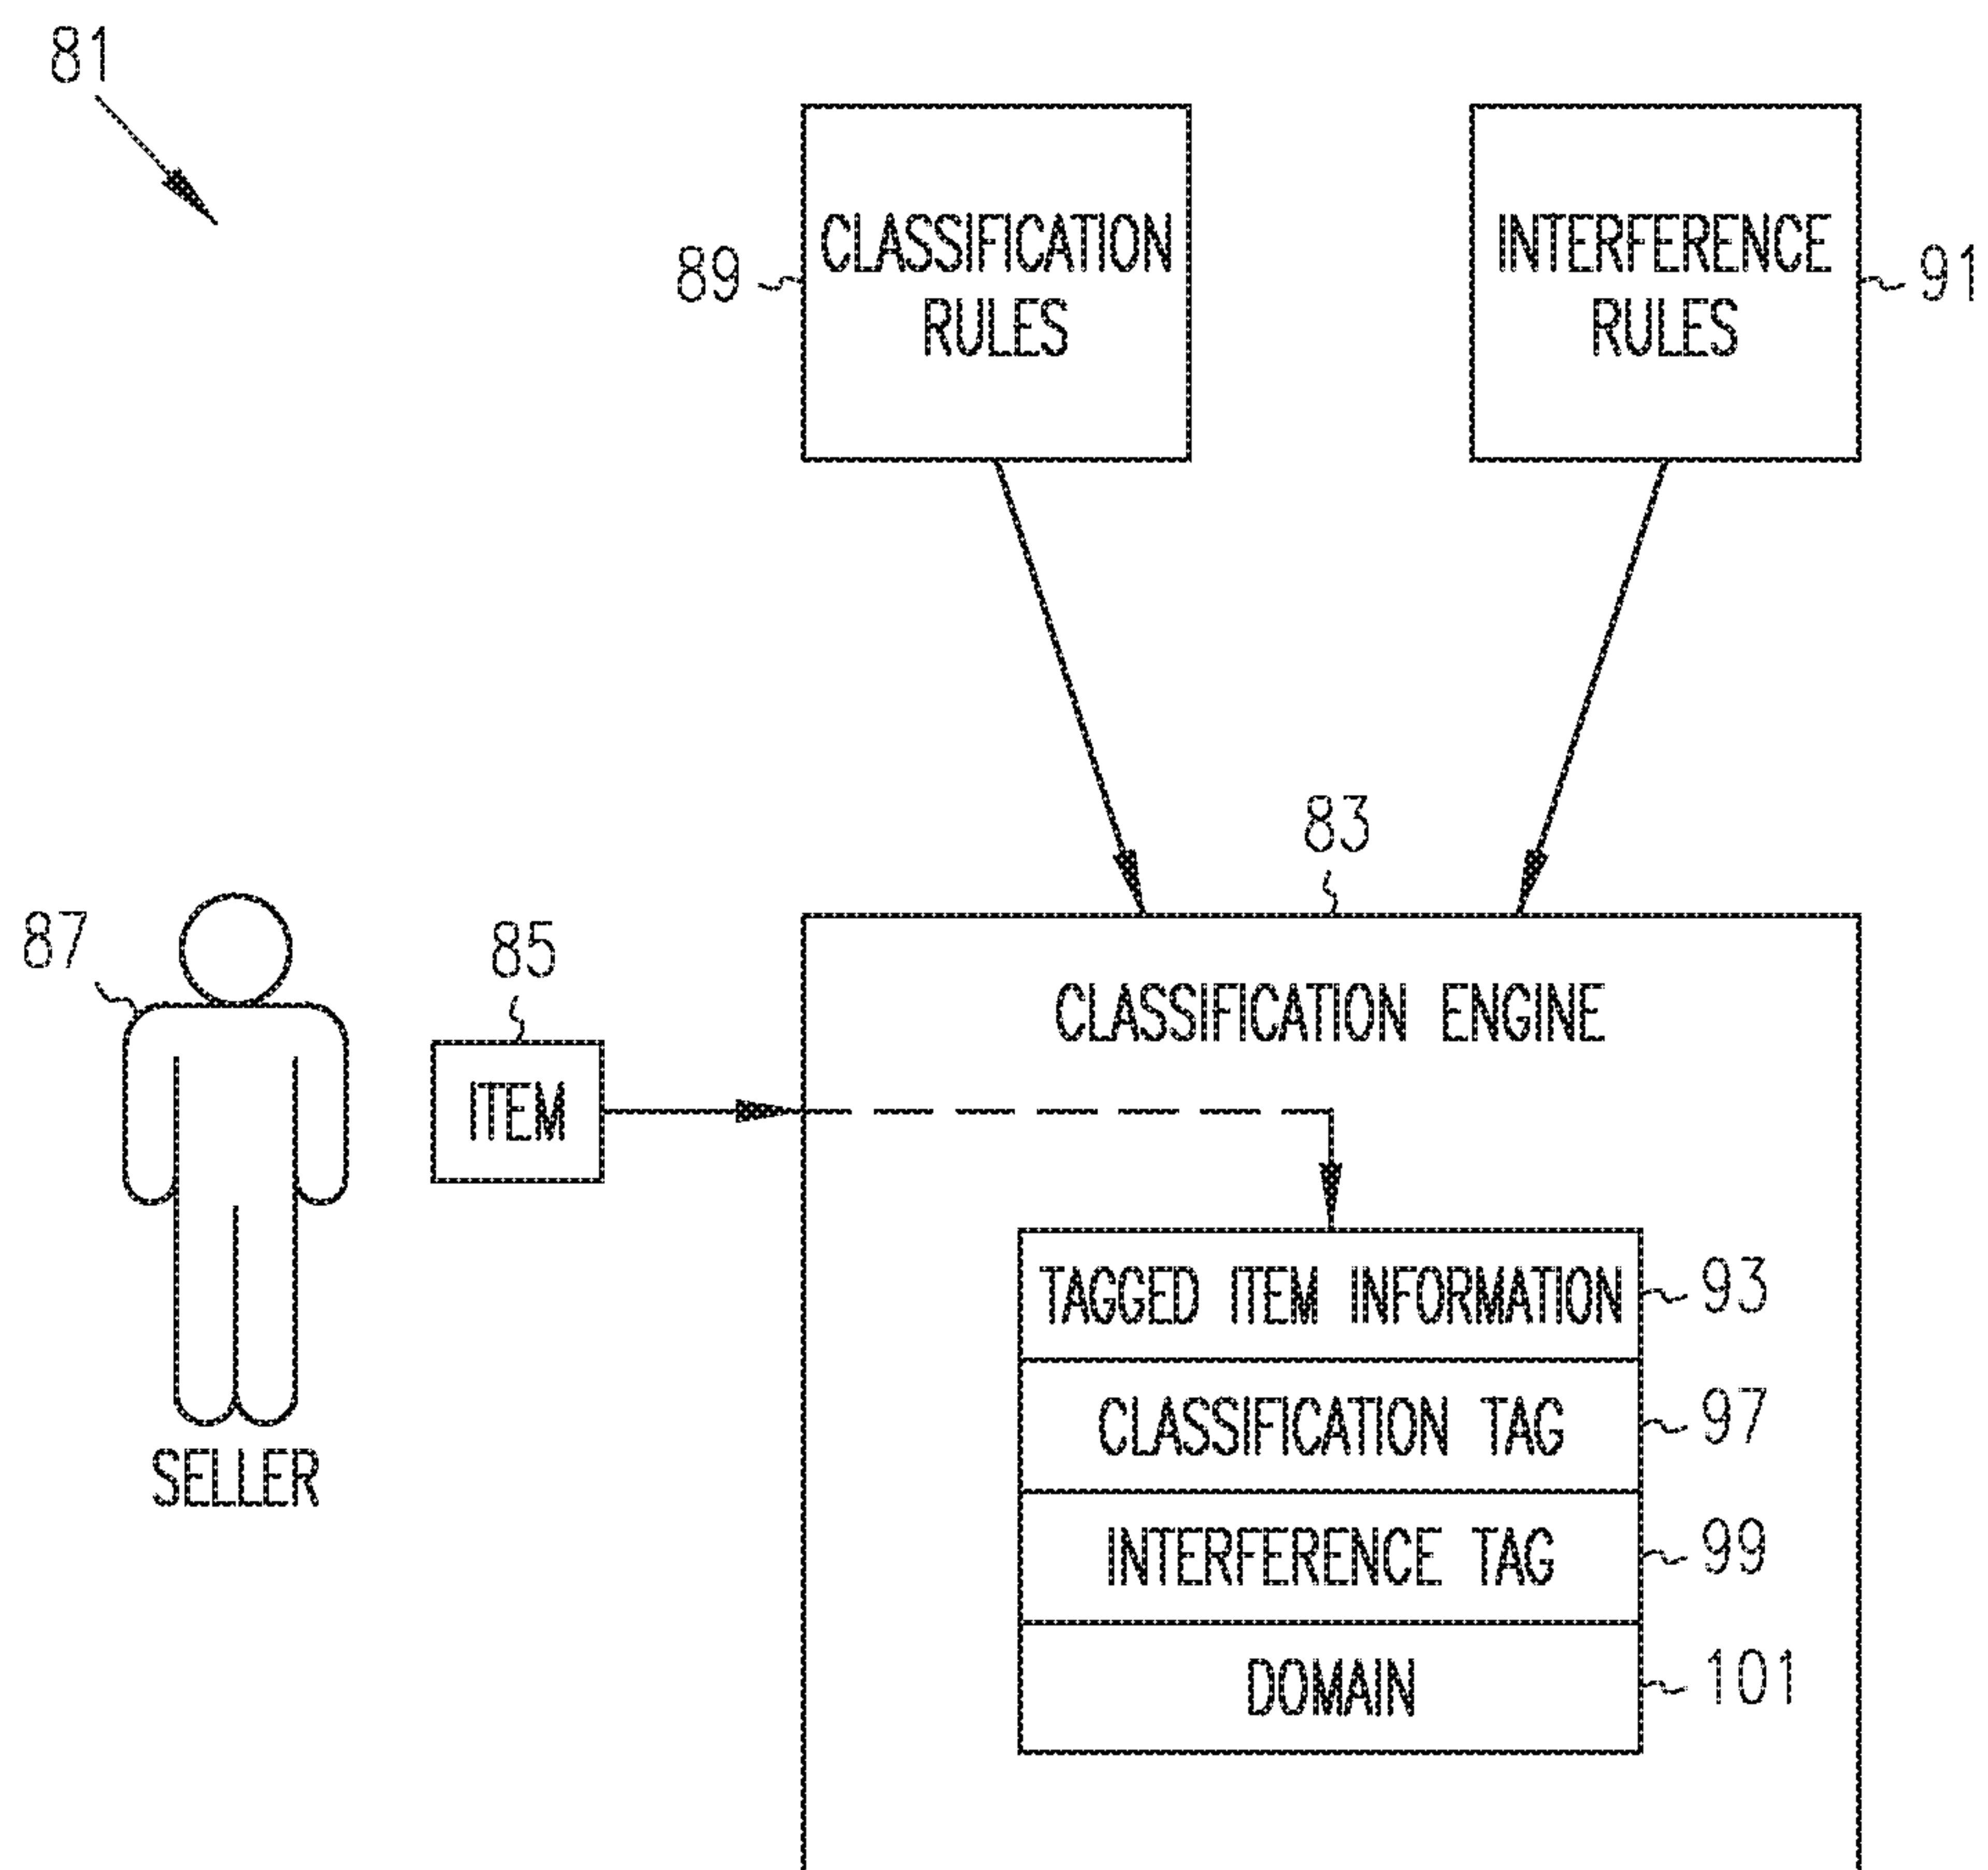 81
CLASSIFICATION
RULES
89
INTERFERENCE
RULES
91
83
87
85
CLASSIFICATION ENGINE
ITEM
TAGGED ITEM INFORMATION
93
CLASSIFICATION TAG
97
SELLER
INTERFERENCE TAG
99
DOMAIN
101